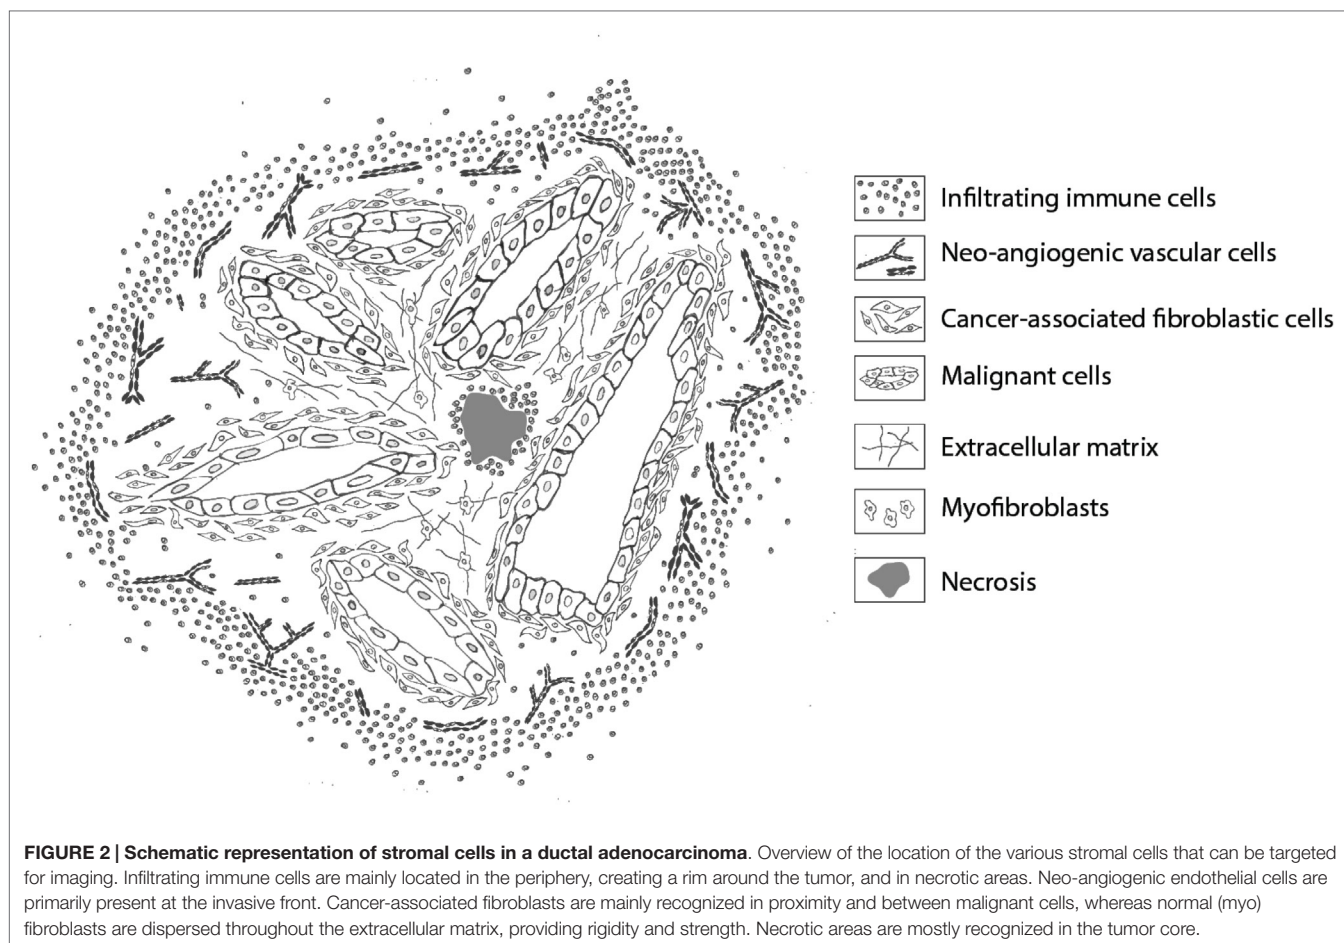 Infiltrating immune cells
Neo-angiogenic vascular cells
Cancer-associated fibroblastic cells
Malignant cells
Extracellular matrix
Myofibroblasts
Necrosis
FIGURE 2 | Schematic representation of stromal cells in a ductal adenocarcinoma. Overview of the location of the various stromal cells that can be targeted
for imaging. Infiltrating immune cells are mainly located in the periphery, creating a rim around the tumor, and in necrotic areas. Neo-angiogenic endothelial cells are
primarily present at the invasive front. Cancer-associated fibroblasts are mainly recognized in proximity and between malignant cells, whereas normal (myo)
fibroblasts are dispersed throughout the extracellular matrix, providing rigidity and strength. Necrotic areas are mostly recognized in the tumor core.